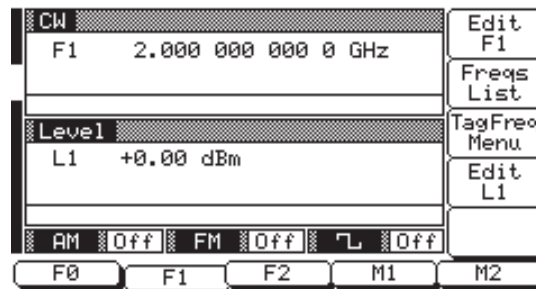 CW
F1 2.000 000 000 0 GHz
Level
L1 +0.00 dBm
AM Off FM Off Off
F0 F1 F2 M1 M2
Edit
F1
Freqs
List
TagFreq
Menu
Edit
L1